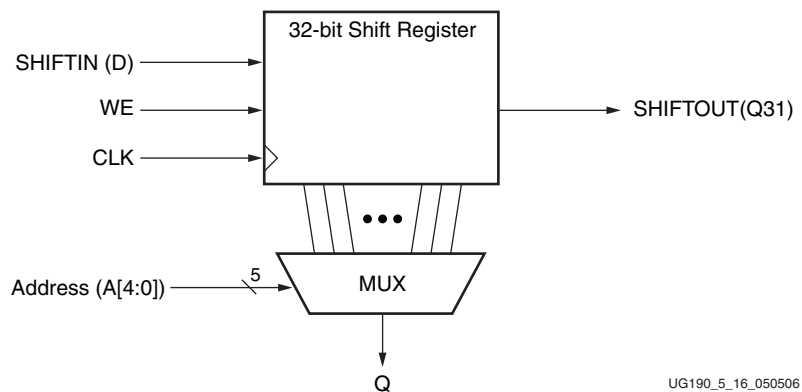 32-bit Shift Register
SHIFTIN (D)
WE
SHIFTOUT(Q31)
CLK
•••
Address (A[4:0])
5
MUX
Q
UG190_5_16_050506